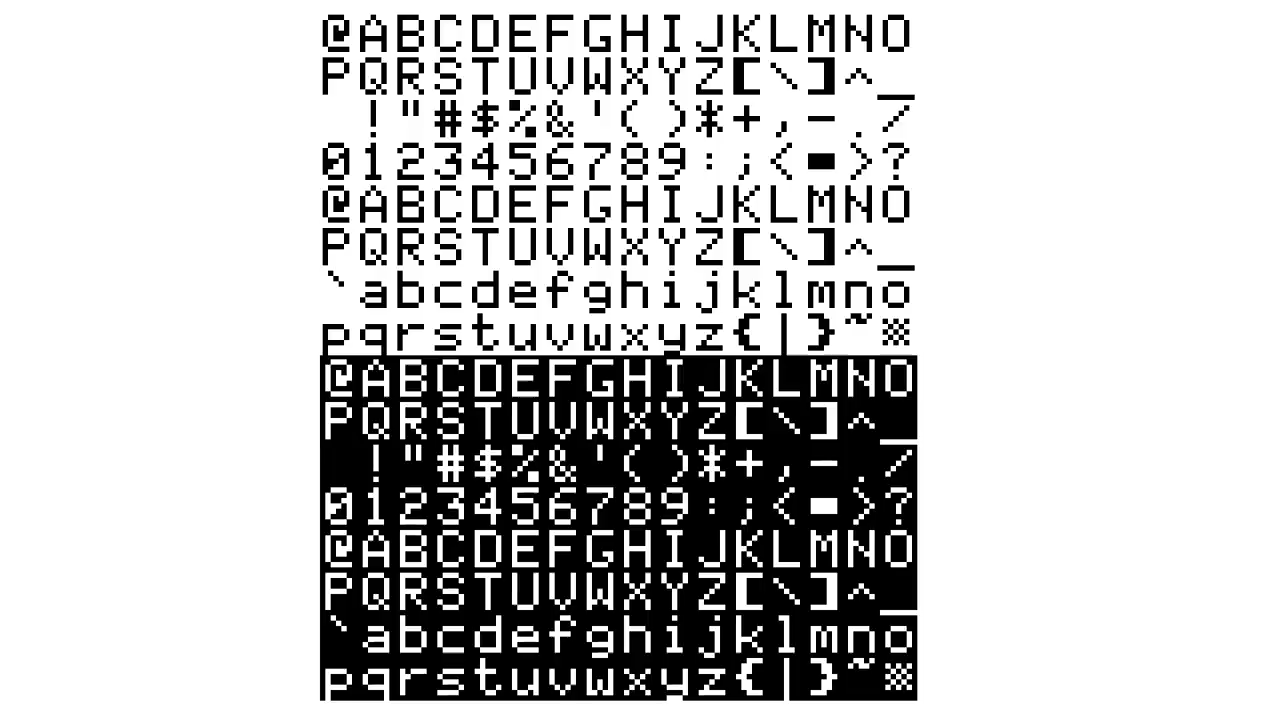 @ABCDEFGHIJKLMNO
PQRSTUVWXYZ[\]^_
 !"#$%&'()*+,-./
0123456789:;<■>?
@ABCDEFGHIJKLMNO
PQRSTUVWXYZ[\]^_
`abcdefghijklmno
pqrstuvwxyz{|}~▒
@ABCDEFGHIJKLMNO
PQRSTUVWXYZ[\]^_
 !"#$%&'()*+,-./
0123456789:;<■>?
@ABCDEFGHIJKLMNO
PQRSTUVWXYZ[\]^_
`abcdefghijklmno
pqrstuvwxyz{|}~▒